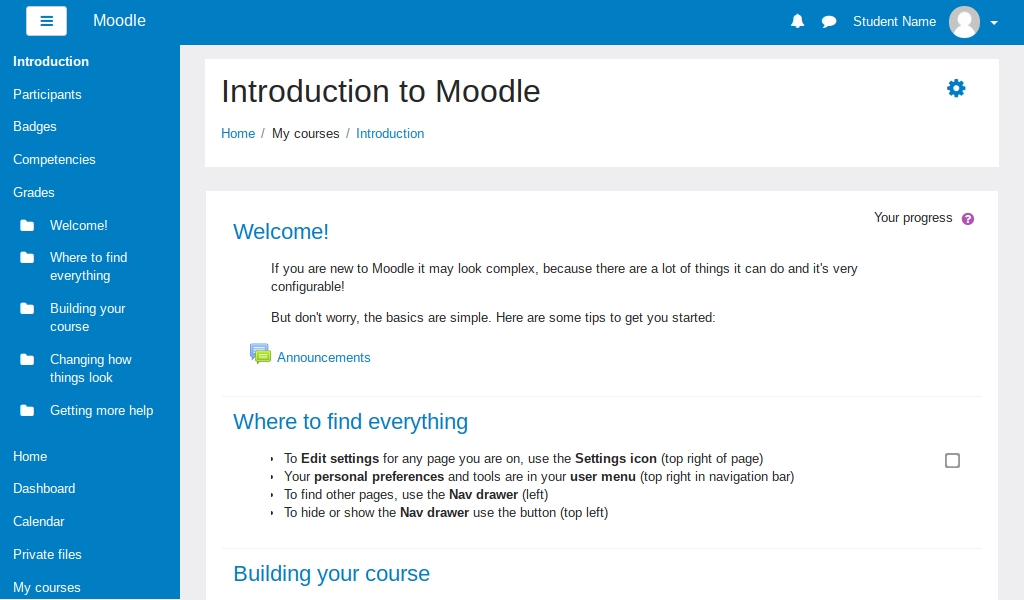 Moodle
Student Name
Introduction
Participants
Badges
Competencies
Grades
Welcome!
Where to find
everything
Building your
course
Changing how
things look
Getting more help
Home
Dashboard
Calendar
Private files
My courses
Introduction to Moodle
Home / My courses / Introduction
Your progress ?
Welcome!
If you are new to Moodle it may look complex, because there are a lot of things it can do and it's very
configurable!
But don't worry, the basics are simple. Here are some tips to get you started:
Announcements
Where to find everything
To Edit settings for any page you are on, use the Settings icon (top right of page)
Your personal preferences and tools are in your user menu (top right in navigation bar)
To find other pages, use the Nav drawer (left)
To hide or show the Nav drawer use the button (top left)
Building your course